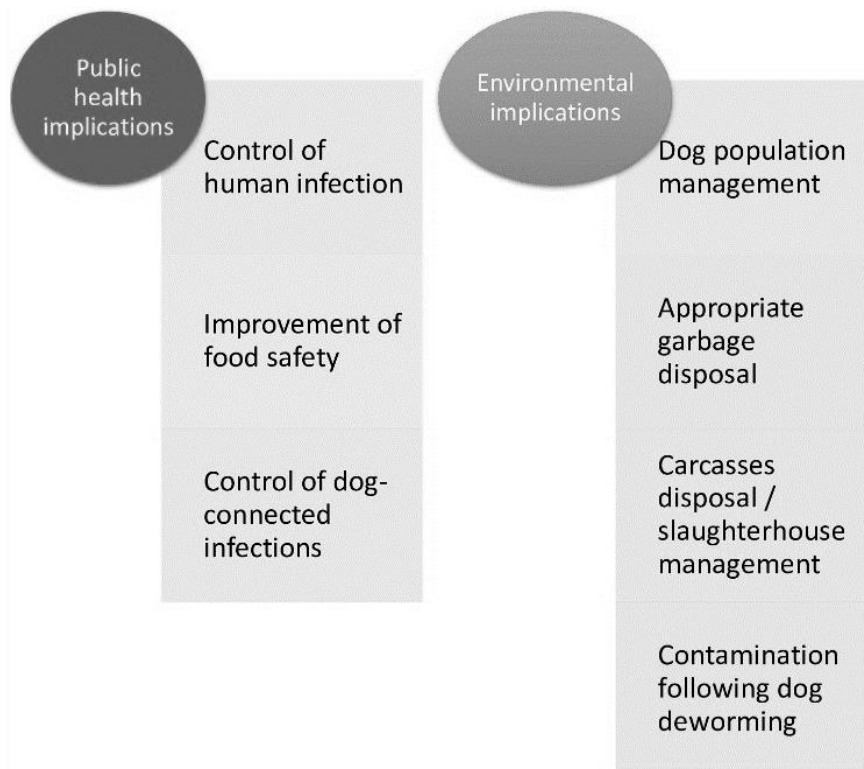 Public
health
implications
Control of
human infection
Improvement of
food safety
Control of dog-
connected
infections
Environmental
implications
Dog population
management
Appropriate
garbage
disposal
Carcasses
disposal /
slaughterhouse
management
Contamination
following dog
deworming